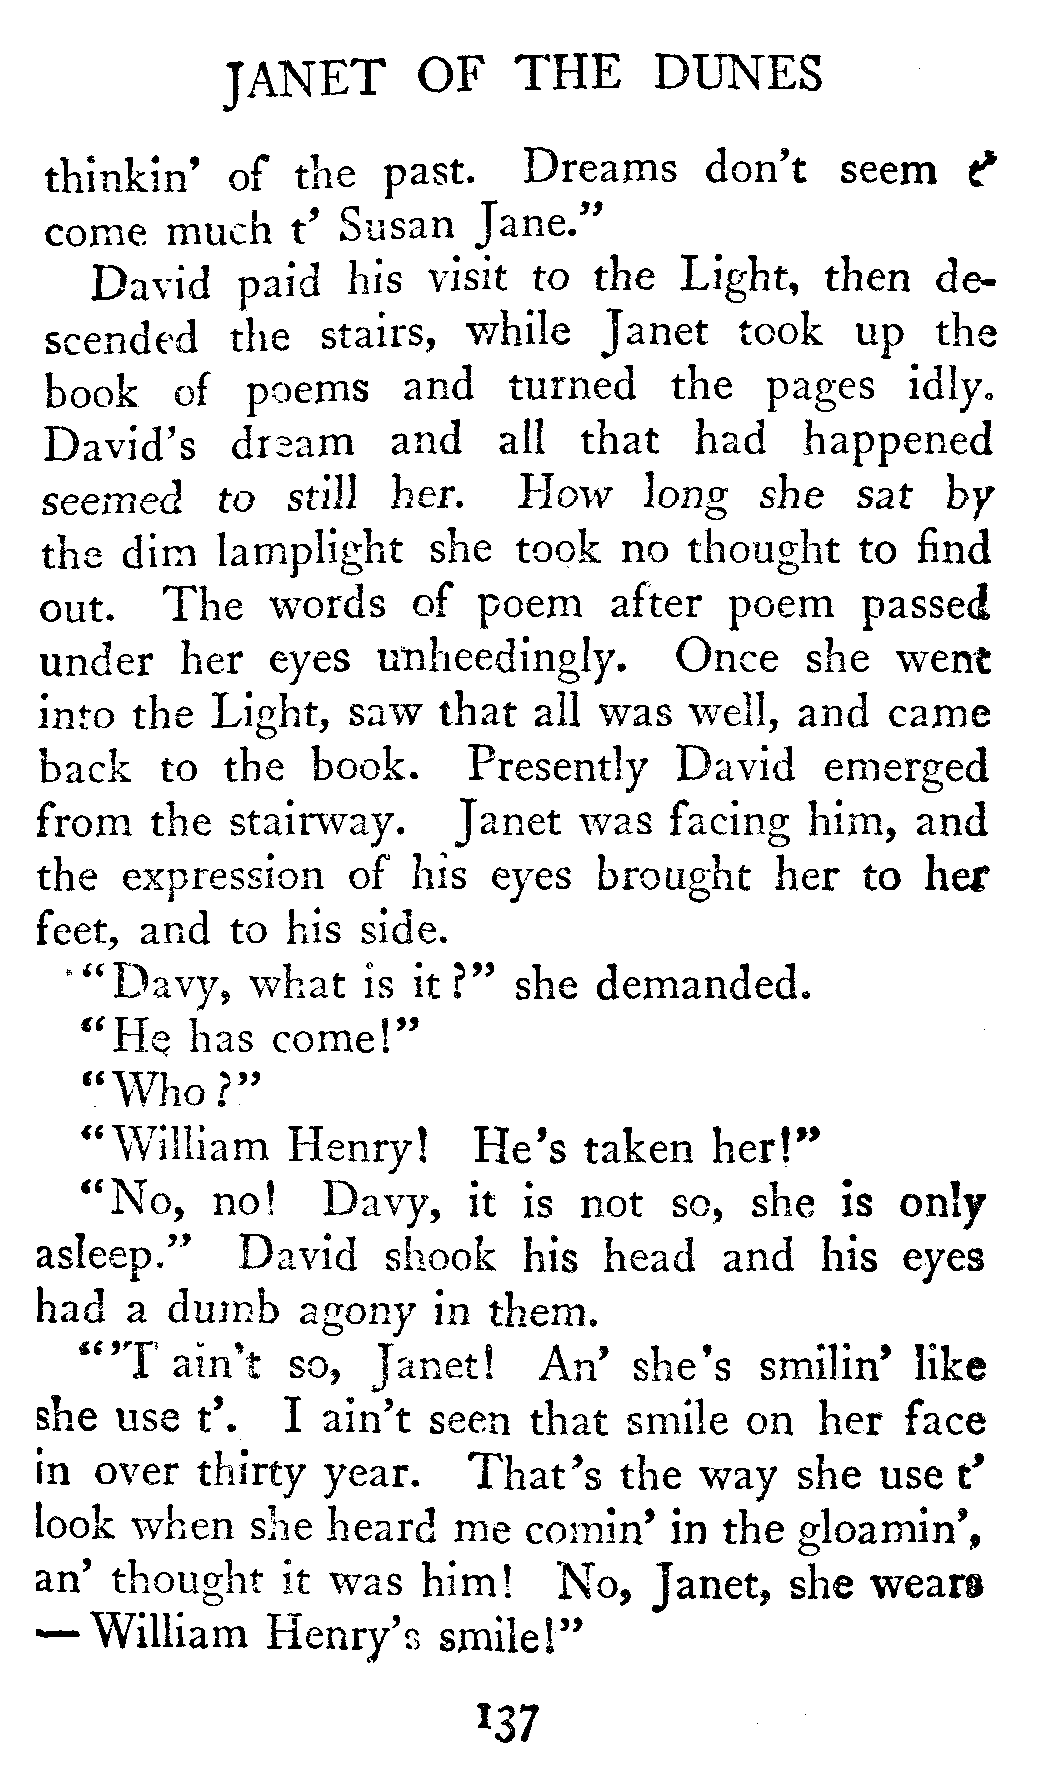 JANET OF THE DUNES
thinkin' of the past. Dreams don't seem t'
come much t' Susan Jane."
David paid his visit to the Light, then de-
scended the stairs, while Janet took up the
book of poems and turned the pages idly.
David's dream and all that had happened
seemed to still her. How long she sat by
the dim lamplight she took no thought to find
out. The words of poem after poem passed
under her eyes unheedingly. Once she went
into the Light, saw that all was well, and came
back to the book. Presently David emerged
from the stairway. Janet was facing him, and
the expression of his eyes brought her to her
feet, and to his side.
"Davy, what is it?" she demanded.
"He has come!"
"Who?"
"William Henry! He's taken her!"
"No, no! Davy, it is not so, she is only
asleep." David shook his head and his eyes
had a dumb agony in them.
"'T ain't so, Janet! An' she's smilin' like
she use t'. I ain't seen that smile on her face
in over thirty year. That's the way she use t'
look when she heard me comin' in the gloamin',
an' thought it was him! No, Janet, she wears
— William Henry's smile!"
137